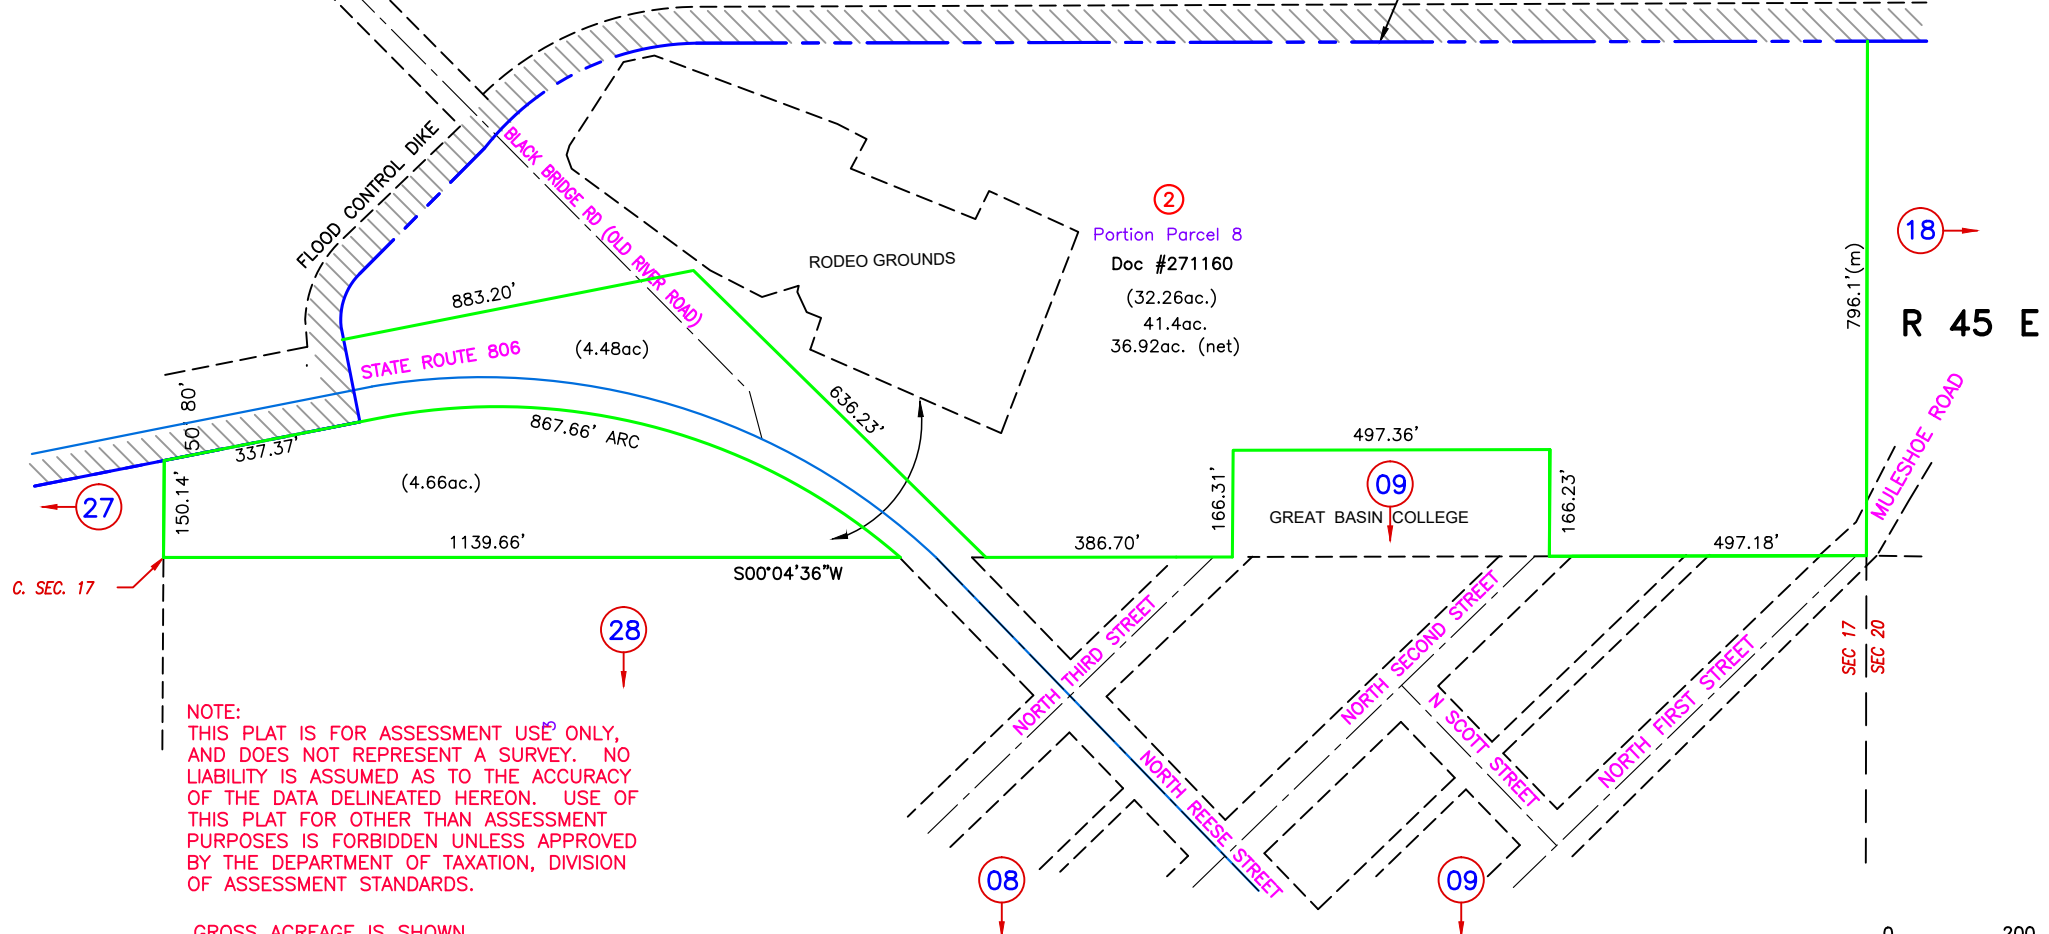 FLOOD CONTROL DIKE
BLACK BRIDGE RD (OLD RIVER ROAD)
2
Portion Parcel 8
Doc #271160
(32.26ac.)
41.4ac.
36.92ac. (net)
RODEO GROUNDS
18
796.1'(m)
R 45 E
883.20'
STATE ROUTE 806
(4.48ac)
636.23'
867.66' ARC
50' 80'
337.37'
150.14'
(4.66ac.)
27
1139.66'
S00°04'36"W
C. SEC. 17
386.70'
166.31'
497.36'
09
GREAT BASIN COLLEGE
166.23'
497.18'
MULESHOE ROAD
28
SEC 17
SEC 20
NORTH THIRD STREET
NORTH SECOND STREET
N SCOTT STREET
NORTH FIRST STREET
NORTH REESE STREET
NOTE:
THIS PLAT IS FOR ASSESSMENT USE ONLY,
3
AND DOES NOT REPRESENT A SURVEY. NO
LIABILITY IS ASSUMED AS TO THE ACCURACY
OF THE DATA DELINEATED HEREON. USE OF
THIS PLAT FOR OTHER THAN ASSESSMENT
PURPOSES IS FORBIDDEN UNLESS APPROVED
BY THE DEPARTMENT OF TAXATION, DIVISION
OF ASSESSMENT STANDARDS.
GROSS ACREAGE IS SHOWN
08
09
0 200